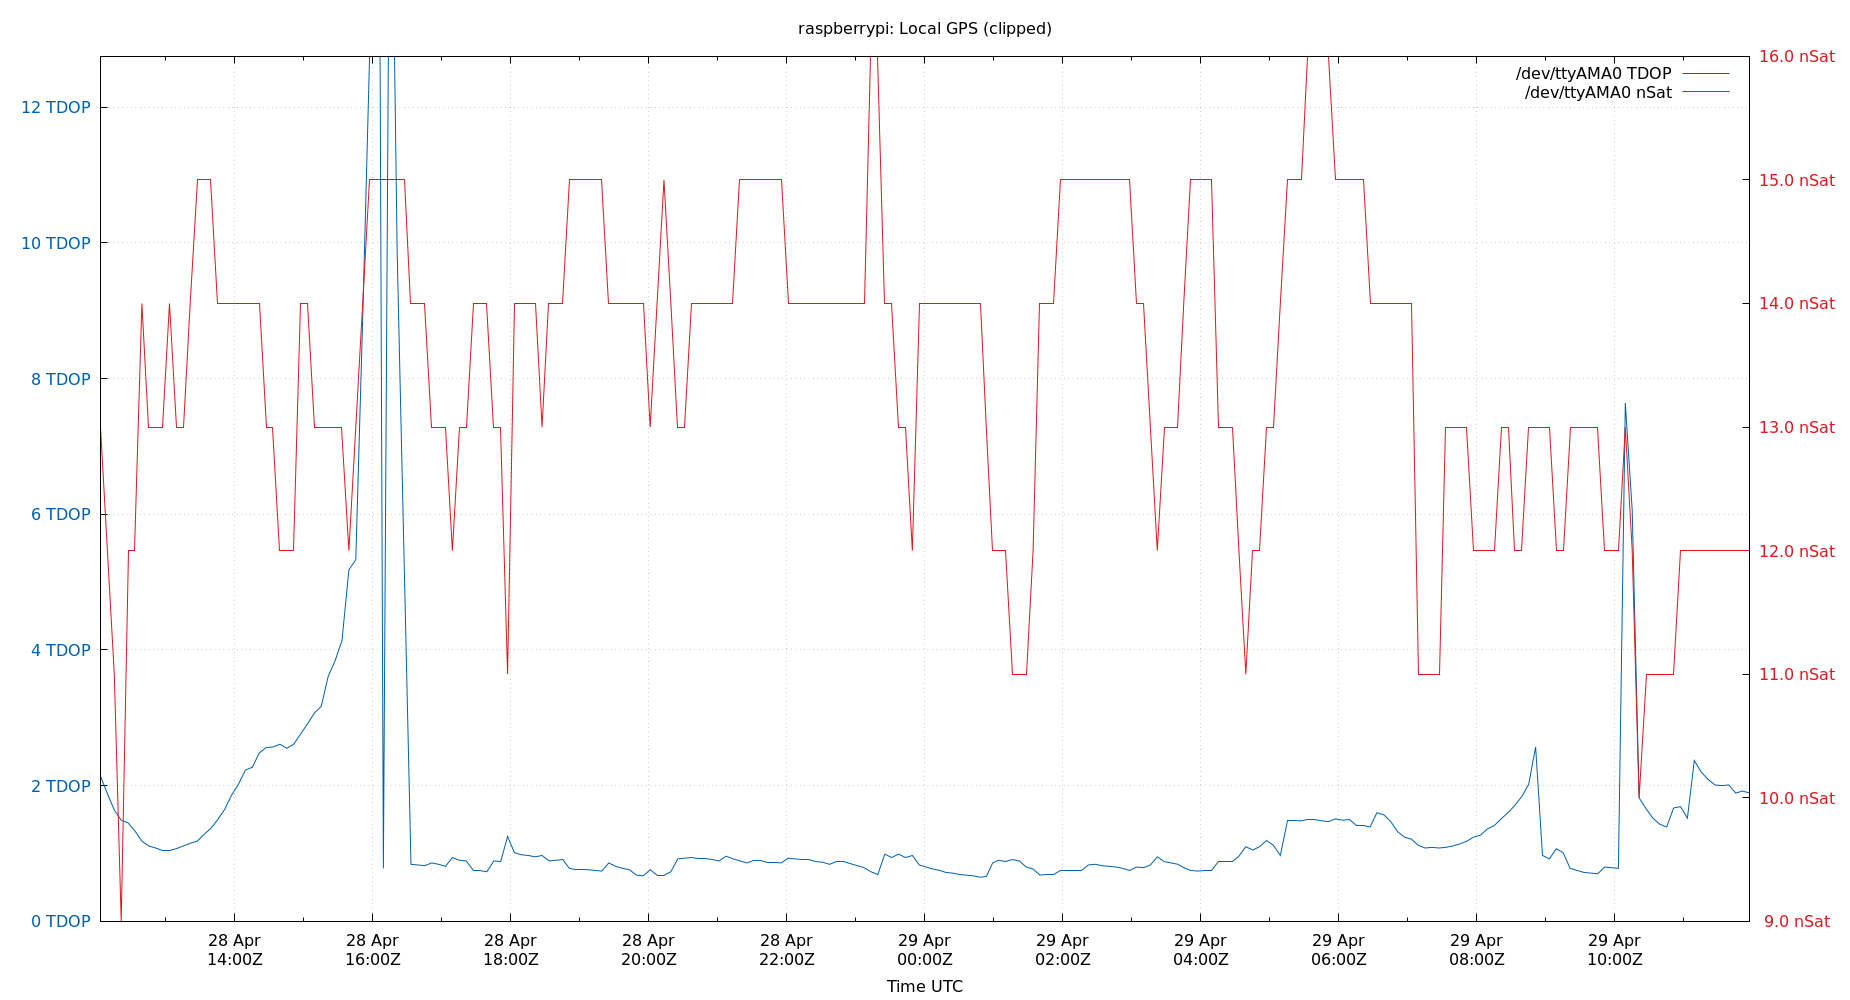 raspberrypi: Local GPS (clipped)
16.0 nSat
/dev/ttyAMA0 TDOP
/dev/ttyAMA0 nSat
12 TDOP
15.0 nSat
10 TDOP
14.0 nSat
8 TDOP
13.0 nSat
6 TDOP
12.0 nSat
4 TDOP
11.0 nSat
2 TDOP
10.0 nSat
0 TDOP
9.0 nSat
28 Apr 28 Apr 28 Apr 28 Apr 28 Apr 29 Apr 29 Apr 29 Apr 29 Apr 29 Apr 29 Apr
14:00Z 16:00Z 18:00Z 20:00Z 22:00Z 00:00Z 02:00Z 04:00Z 06:00Z 08:00Z 10:00Z
Time UTC